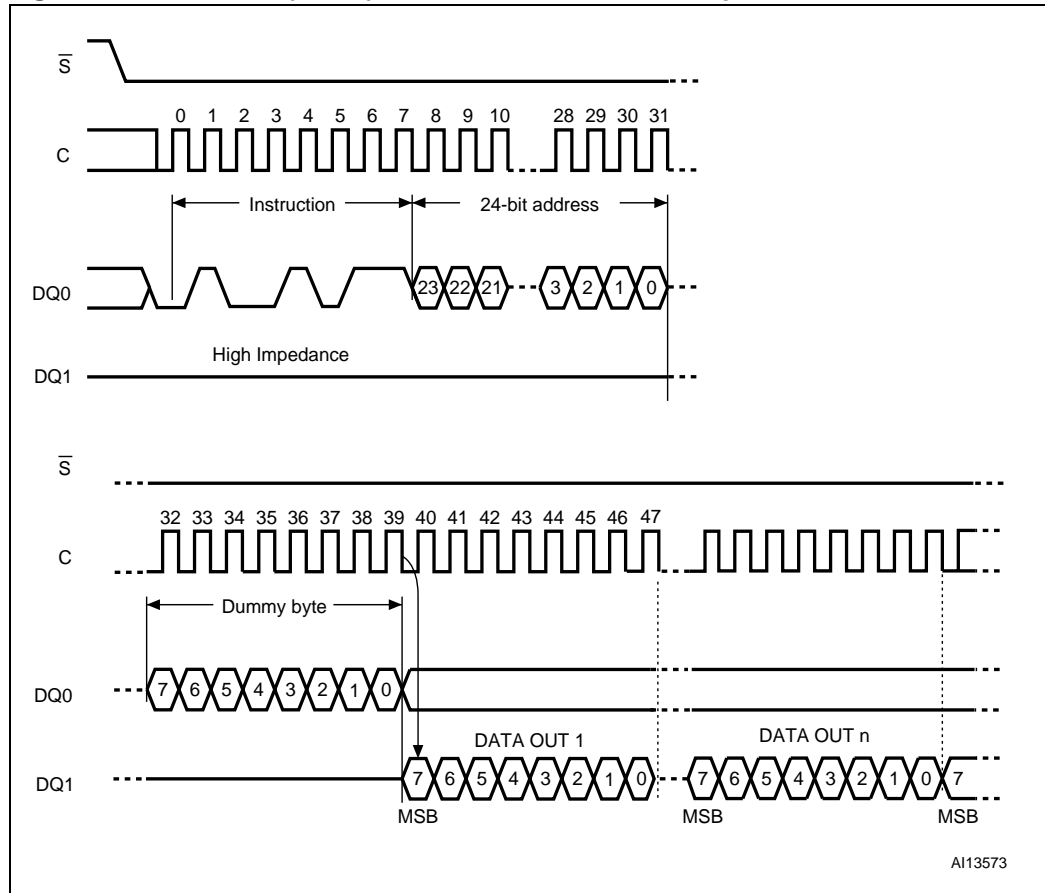 S
0 1 2 3 4 5 6 7 8 9 10 28 29 30 31
C
Instruction 24-bit address
DQ0 23 22 21 3 2 1 0
High Impedance
DQ1
S
32 33 34 35 36 37 38 39 40 41 42 43 44 45 46 47
C
Dummy byte
DQ0 7 6 5 4 3 2 1 0
DATA OUT 1 DATA OUT n
DQ1 7 6 5 4 3 2 1 0 7 6 5 4 3 2 1 0 7
MSB MSB MSB
AI13573